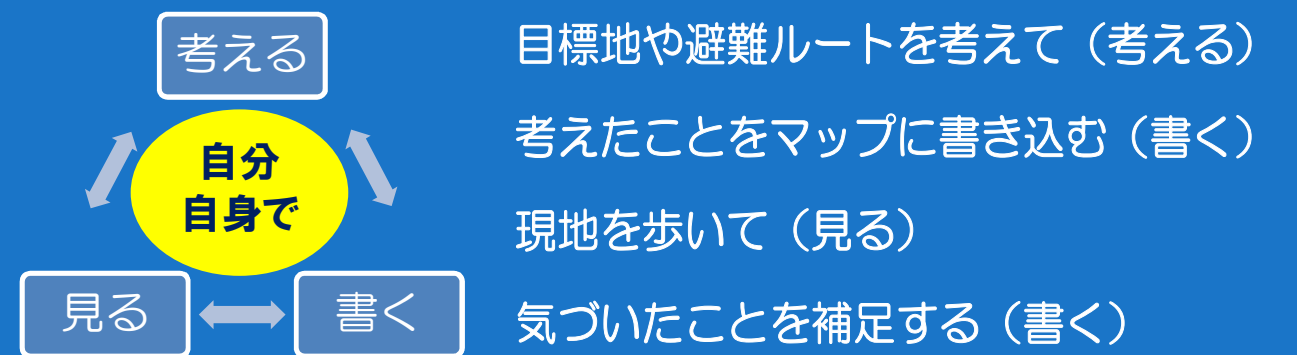 考える
自分
自身で
見る
書く
目標地や避難ルートを考えて（考える）
考えたことをマップに書き込む（書く）
現地を歩いて（見る）
気づいたことを補足する（書く）